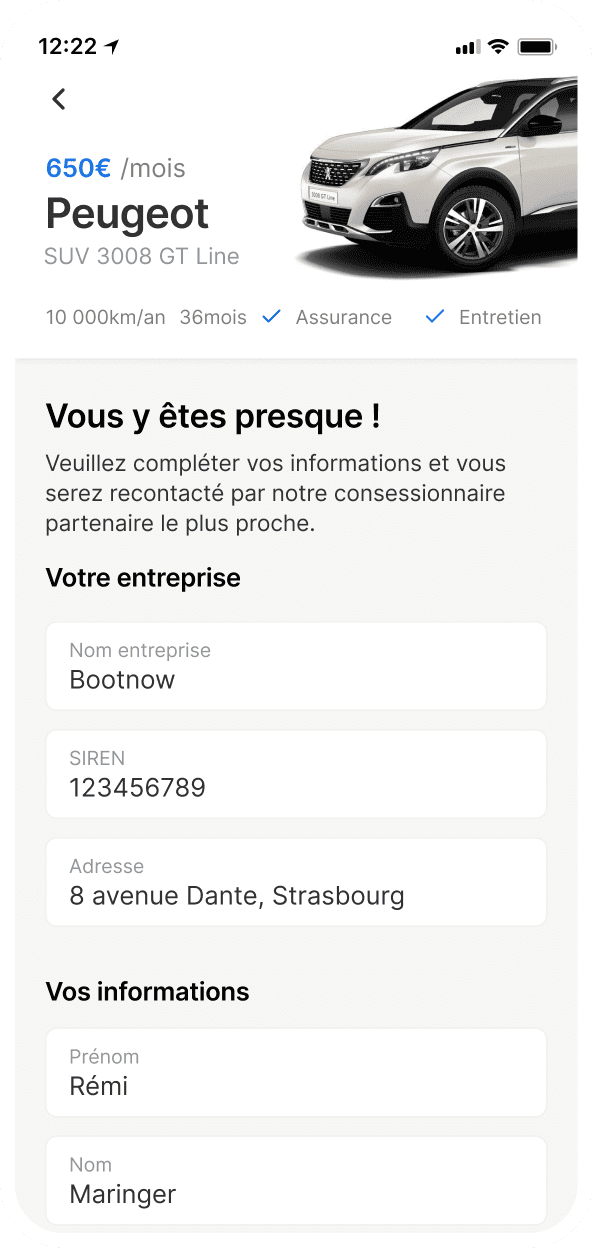 12:22
650€ /mois
Peugeot
SUV 3008 GT Line
3008 GT Line
10 000km/an 36mois Assurance Entretien
Vous y êtes presque !
Veuillez compléter vos informations et vous
serez recontacté par notre consessionnaire
partenaire le plus proche.
Votre entreprise
Nom entreprise
Bootnow
SIREN
123456789
Adresse
8 avenue Dante, Strasbourg
Vos informations
Prénom
Rémi
Nom
Maringer